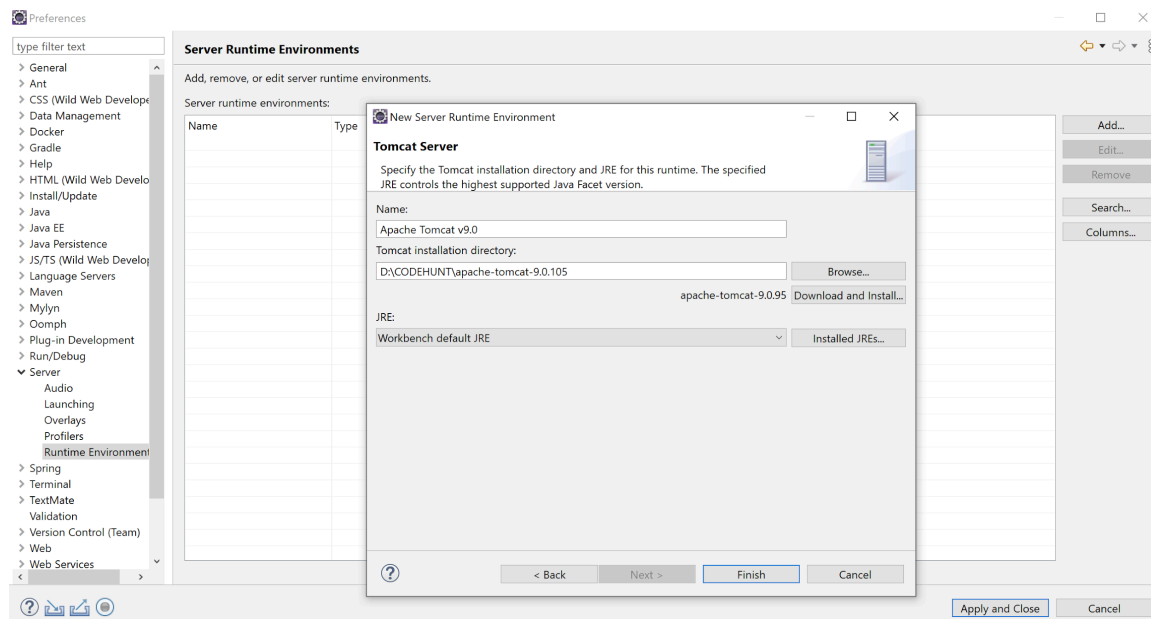 Preferences
type filter text
General
Ant
CSS (Wild Web Develope
Data Management
Docker
Gradle
Help
HTML (Wild Web Develo
Install/Update
Java
Java EE
Java Persistence
JS/TS (Wild Web Develop
Language Servers
Maven
Mylyn
Oomph
Plug-in Development
Run/Debug
Server
Audio
Launching
Overlays
Profilers
Runtime Environment
Spring
Terminal
TextMate
Validation
Version Control (Team)
Web
Web Services
Server Runtime Environments
Add, remove, or edit server runtime environments.
Server runtime environments:
Name Type
Add...
Edit...
Remove
Search...
Columns...
New Server Runtime Environment
Tomcat Server
Specify the Tomcat installation directory and JRE for this runtime. The specified
JRE controls the highest supported Java Facet version.
Name:
Apache Tomcat v9.0
Tomcat installation directory:
D:\CODEHUNT\apache-tomcat-9.0.105 Browse...
apache-tomcat-9.0.95 Download and Install...
JRE:
Workbench default JRE Installed JREs...
? < Back Next > Finish Cancel
? Apply and Close Cancel